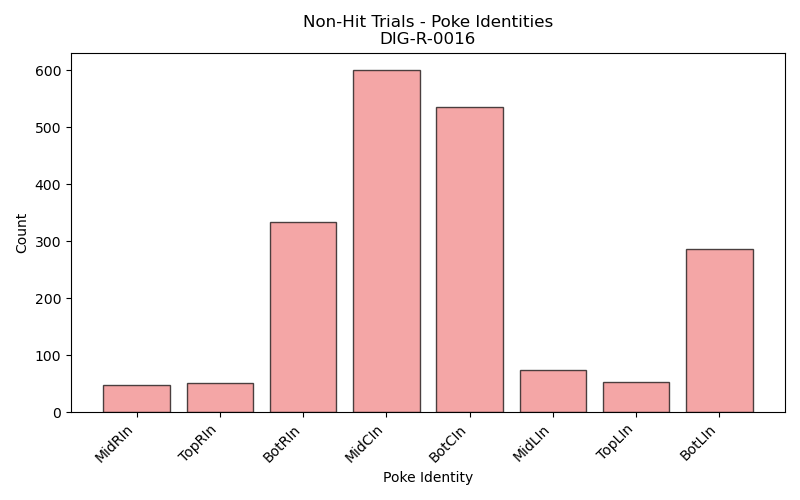 Non-Hit Trials - Poke Identities
DIG-R-0016
600
500
400
300
200
100
0
Count
MidRIn
TopRIn
BotRIn
MidCIn
BotCIn
MidLIn
TopLIn
BotLIn
Poke Identity